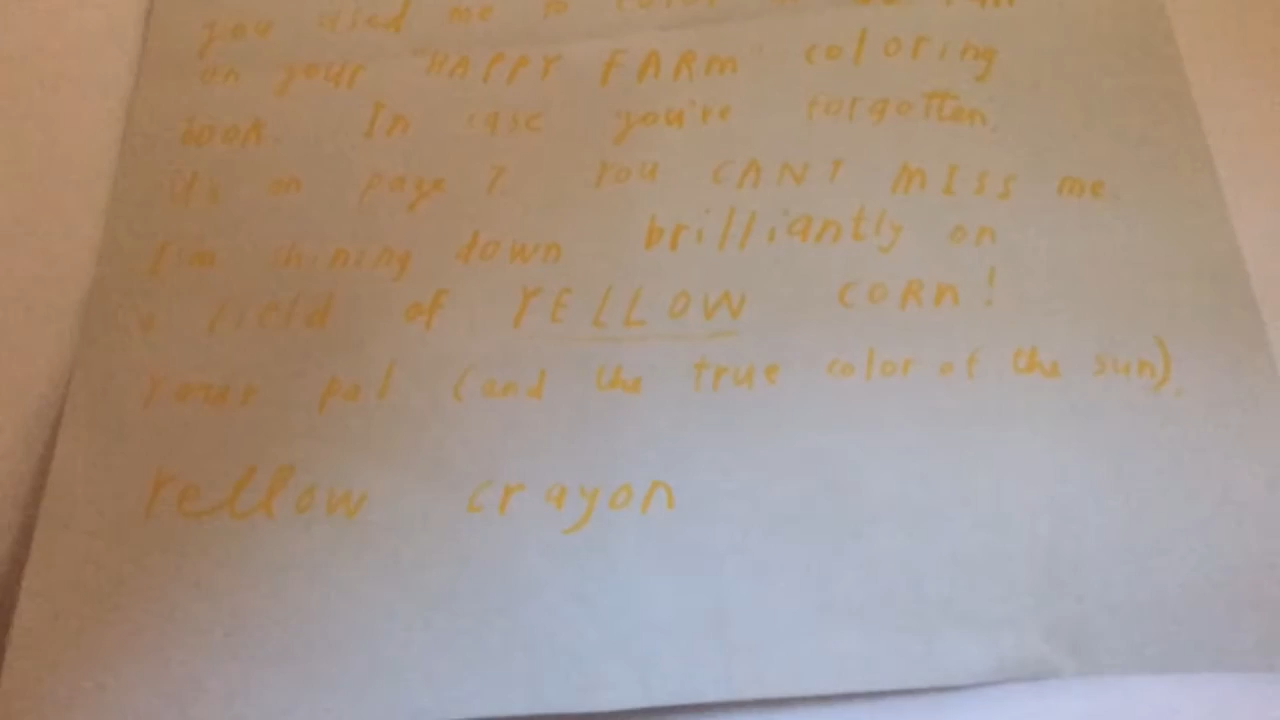 you used me to color
on your "HAPPY FARM" coloring
book. In case you've forgotten,
it's on page 7. YOU CAN'T MISS me.
I'm shining down brilliantly on
a field of YELLOW CORN!
Your pal (and the true color of the sun),
Yellow crayon